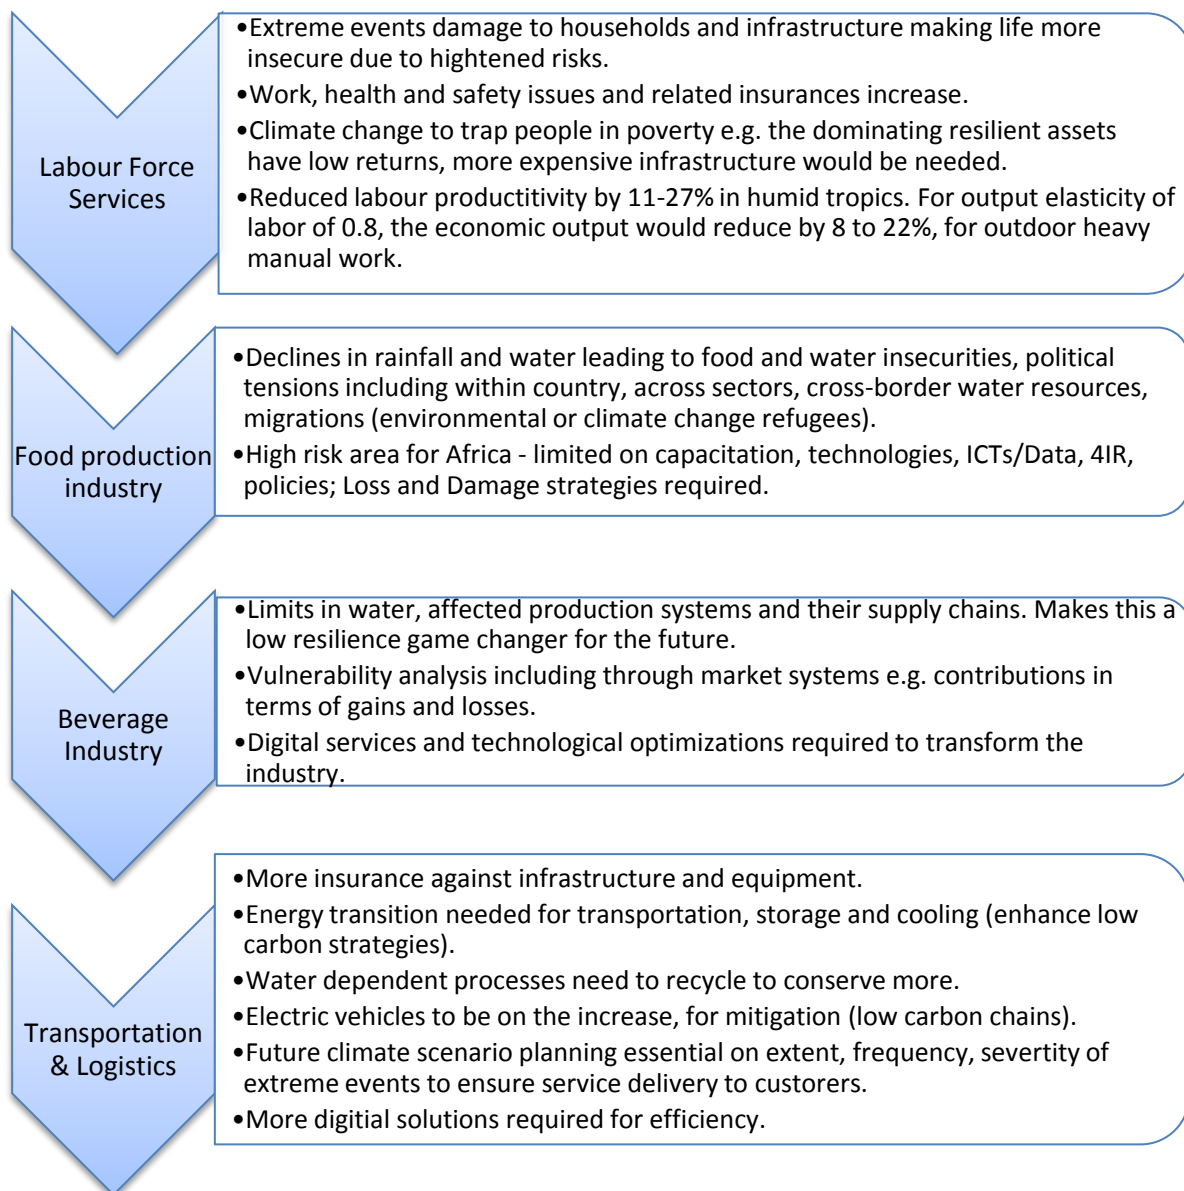 Labour Force
Services
•Extreme events damage to households and infrastructure making life more
insecure due to hightened risks.
•Work, health and safety issues and related insurances increase.
•Climate change to trap people in poverty e.g. the dominating resilient assets
have low returns, more expensive infrastructure would be needed.
•Reduced labour productitivity by 11-27% in humid tropics. For output elasticity of
labor of 0.8, the economic output would reduce by 8 to 22%, for outdoor heavy
manual work.
Food production
industry
•Declines in rainfall and water leading to food and water insecurities, political
tensions including within country, across sectors, cross-border water resources,
migrations (environmental or climate change refugees).
•High risk area for Africa - limited on capacitation, technologies, ICTs/Data, 4IR,
policies; Loss and Damage strategies required.
Beverage
Industry
•Limits in water, affected production systems and their supply chains. Makes this a
low resilience game changer for the future.
•Vulnerability analysis including through market systems e.g. contributions in
terms of gains and losses.
•Digital services and technological optimizations required to transform the
industry.
Transportation
& Logistics
•More insurance against infrastructure and equipment.
•Energy transition needed for transportation, storage and cooling (enhance low
carbon strategies).
•Water dependent processes need to recycle to conserve more.
•Electric vehicles to be on the increase, for mitigation (low carbon chains).
•Future climate scenario planning essential on extent, frequency, severtity of
extreme events to ensure service delivery to custorers.
•More digitial solutions required for efficiency.